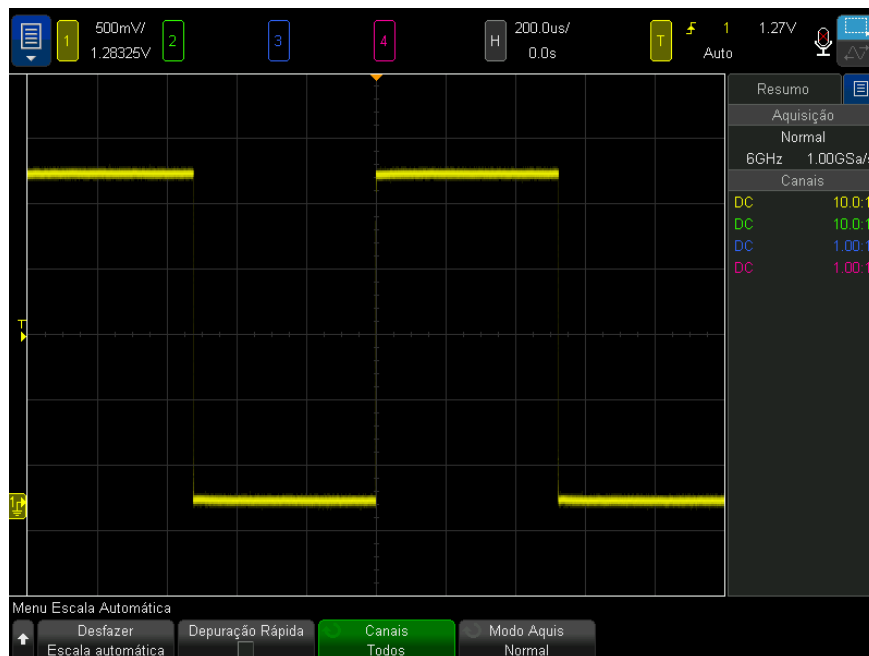 1 500mV/ 2 3 4 H 200.0us/ T 1 1.27V
1.28325V 0.0s Auto
Resumo
Aquisição
Normal
6GHz 1.00GSa/s
Canais
DC 10.0:1
DC 10.0:1
DC 1.00:1
DC 1.00:1
T
1
Menu Escala Automática
Desfazer Depuração Rápida Canais Modo Aquis
Escala automática Todos Normal